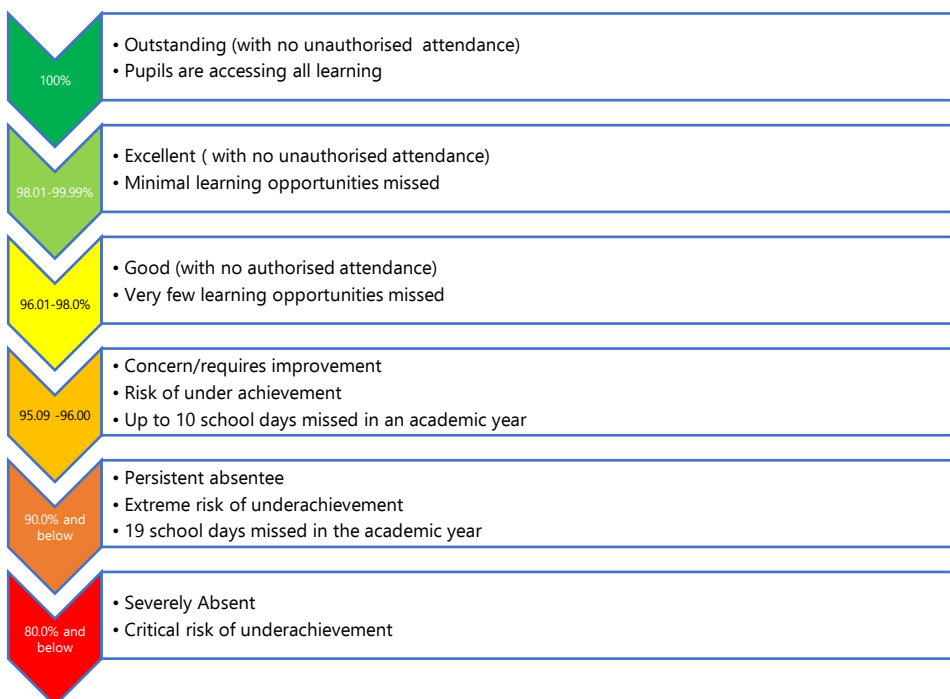 100%
• Outstanding (with no unauthorised  attendance)
• Pupils are accessing all learning
98.01-99.99%
• Excellent ( with no unauthorised attendance)
• Minimal learning opportunities missed
96.01-98.0%
• Good (with no authorised attendance)
• Very few learning opportunities missed
95.09 -96.00
• Concern/requires improvement
• Risk of under achievement
• Up to 10 school days missed in an academic year
90.0% and
below
• Persistent absentee
• Extreme risk of underachievement
• 19 school days missed in the academic year
80.0% and
below
• Severely Absent
• Critical risk of underachievement